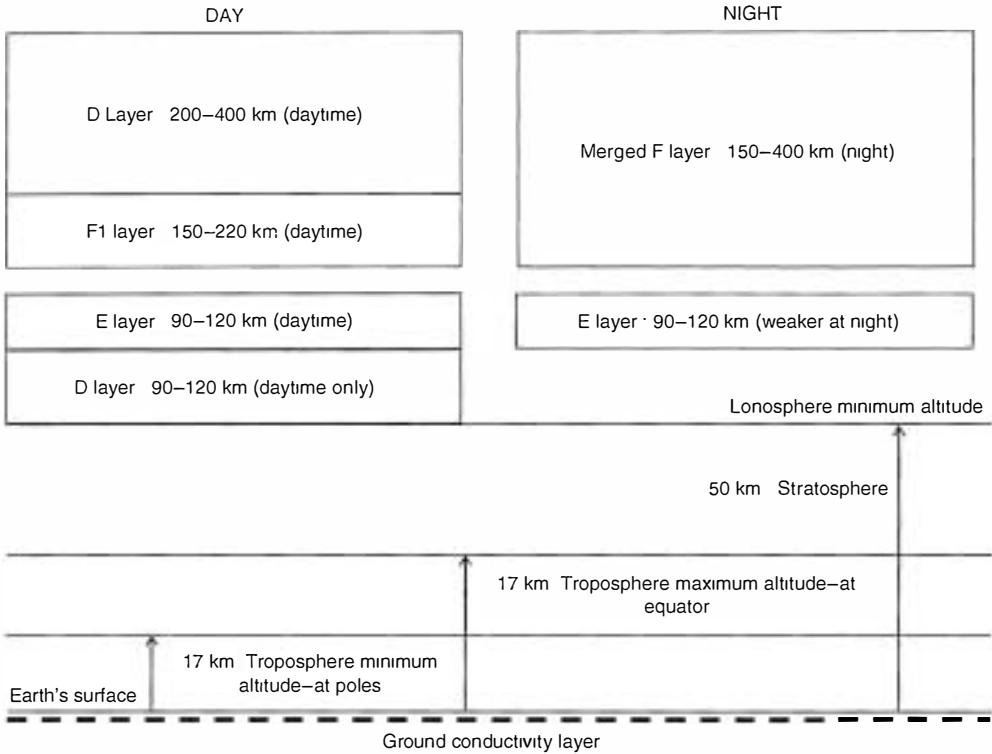 DAY
NIGHT
D Layer 200–400 km (daytime)
Merged F layer 150–400 km (night)
F1 layer 150–220 km (daytime)
E layer 90–120 km (daytime)
E layer · 90–120 km (weaker at night)
D layer 90–120 km (daytime only)
Lonosphere minimum altitude
50 km Stratosphere
17 km Troposphere maximum altitude–at
equator
17 km Troposphere minimum
altitude–at poles
Earth's surface
Ground conductivity layer